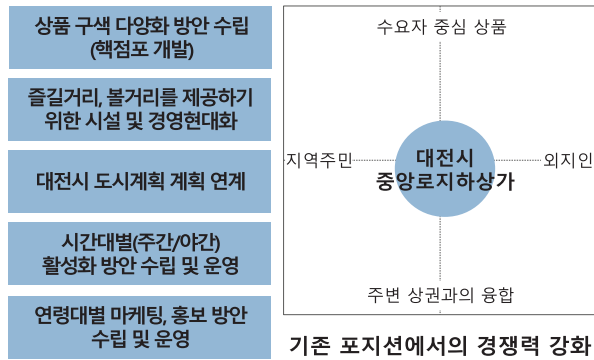 상품 구색 다양화 방안 수립
(핵점포 개발)
즐길거리, 볼거리를 제공하기
위한 시설 및 경영현대화
대전시 도시계획 계획 연계
시간대별(주간/야간)
활성화 방안 수립 및 운영
연령대별 마케팅, 홍보 방안
수립 및 운영
수요자 중심 상품
지역주민
대전시
중앙로지하상가
외지인
주변 상권과의 융합
기존 포지션에서의 경쟁력 강화